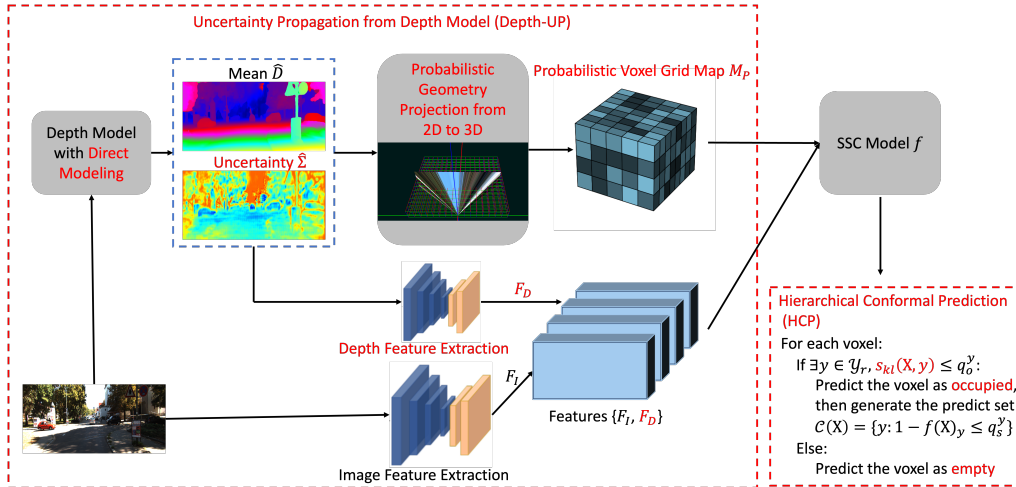 Uncertainty Propagation from Depth Model (Depth-UP)
Depth Model
with Direct
Modeling
Mean D̂
Uncertainty Σ̂
Probabilistic
Geometry
Projection from
2D to 3D
Probabilistic Voxel Grid Map M_P
SSC Model f
F_D
Depth Feature Extraction
F_I
Image Feature Extraction
Features {F_I, F_D}
Hierarchical Conformal Prediction
(HCP)
For each voxel:
If ∃y ∈ 𝒴_r, s_{kl}(X, y) ≤ q_o^y:
Predict the voxel as occupied,
then generate the predict set
𝒞(X) = {y: 1 − f(X)_y ≤ q_s^y}
Else:
Predict the voxel as empty